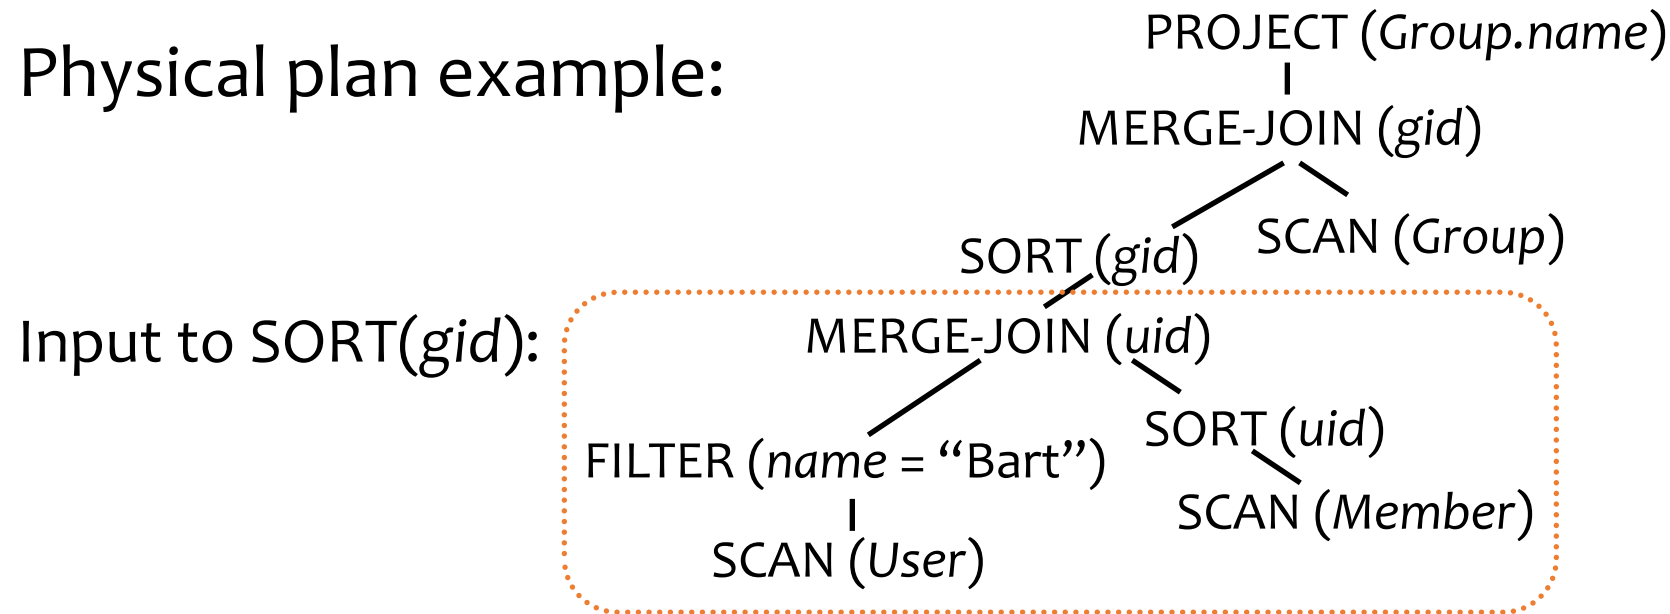 Physical plan example:
PROJECT (Group.name)
MERGE-JOIN (gid)
SORT (gid)
SCAN (Group)
Input to SORT(gid):
MERGE-JOIN (uid)
FILTER (name = “Bart”)
SORT (uid)
SCAN (User)
SCAN (Member)